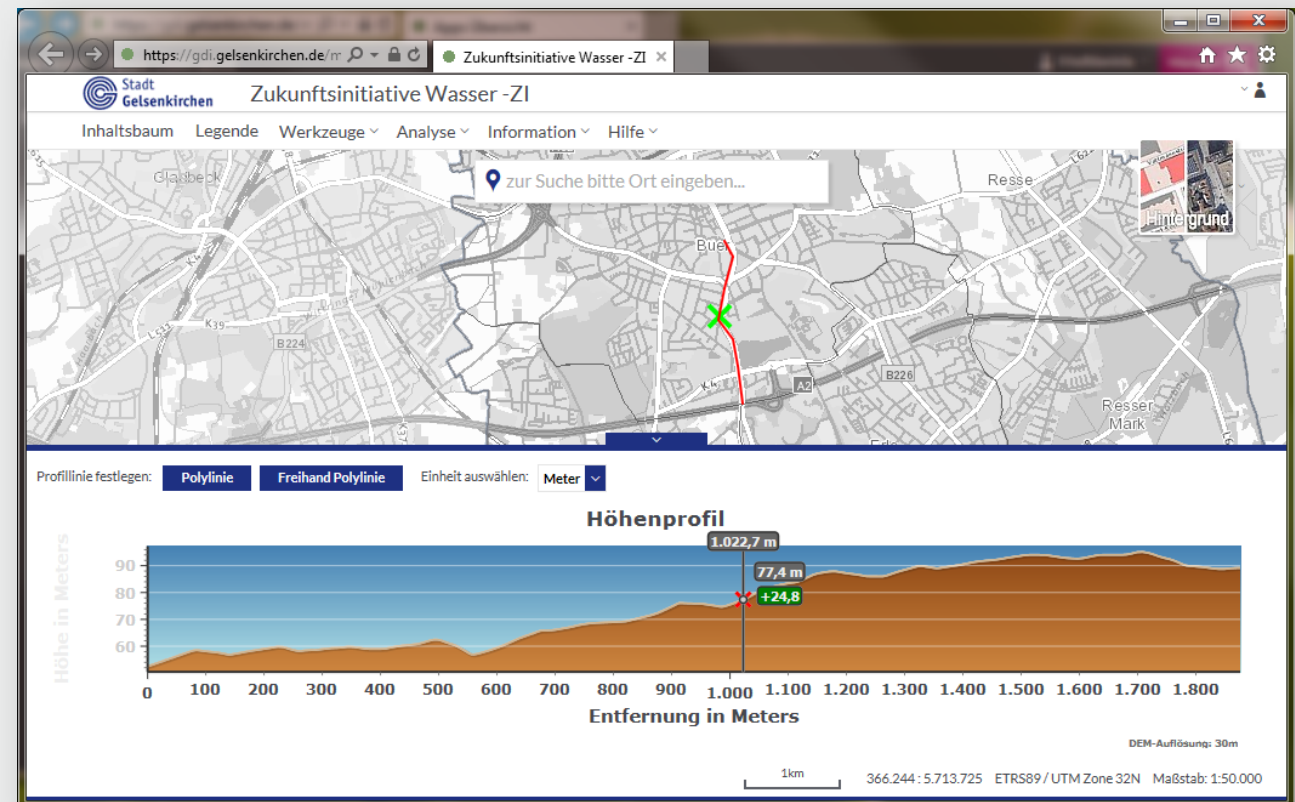 https://gdi.gelsenkirchen.de/m
Zukunftsinitiative Wasser -ZI
Stadt
Gelsenkirchen
Zukunftsinitiative Wasser -ZI
Inhaltsbaum Legende Werkzeuge Analyse Information Hilfe
zur Suche bitte Ort eingeben...
Gladbeck
Resse
Hintergrund
Buer
K39
B224
K4
A2
B226
Resser
Mark
K37
Erle
Profillinie festlegen: Polylinie Freihand Polylinie Einheit auswählen: Meter
Höhenprofil
1.022,7 m
77,4 m
+24,8
Höhe in Meters
90
80
70
60
0 100 200 300 400 500 600 700 800 900 1.000 1.100 1.200 1.300 1.400 1.500 1.600 1.700 1.800
Entfernung in Meters
DEM-Auflösung: 30m
1km
366.244 : 5.713.725 ETRS89 / UTM Zone 32N Maßstab: 1:50.000